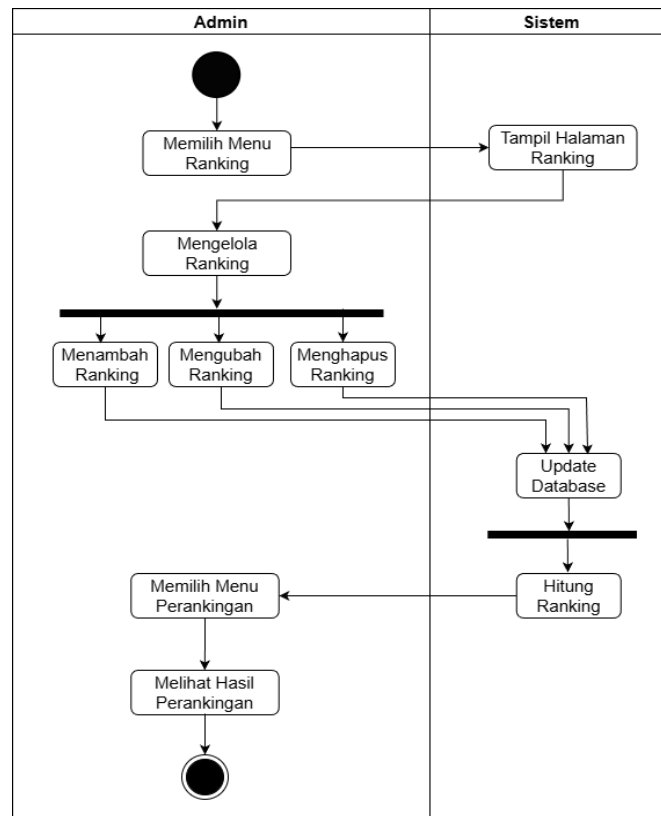 Admin
Sistem
Memilih Menu
Ranking
Tampil Halaman
Ranking
Mengelola
Ranking
Menambah
Ranking
Mengubah
Ranking
Menghapus
Ranking
Update
Database
Hitung
Ranking
Memilih Menu
Perankingan
Melihat Hasil
Perankingan